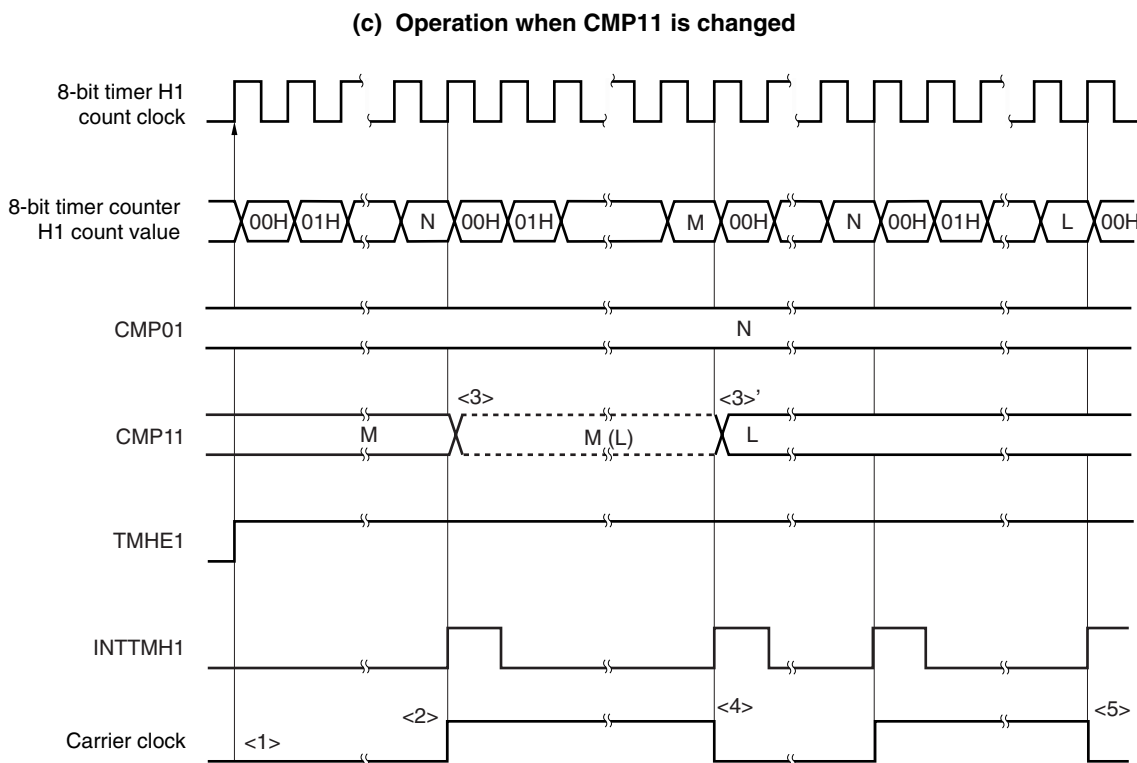 (c) Operation when CMP11 is changed
8-bit timer H1
count clock
8-bit timer counter
H1 count value
00H 01H N 00H 01H M 00H N 00H 01H L 00H
CMP01
N
<3> <3>’
CMP11
M M (L) L
TMHE1
INTTMH1
<2> <4> <5>
Carrier clock
<1>